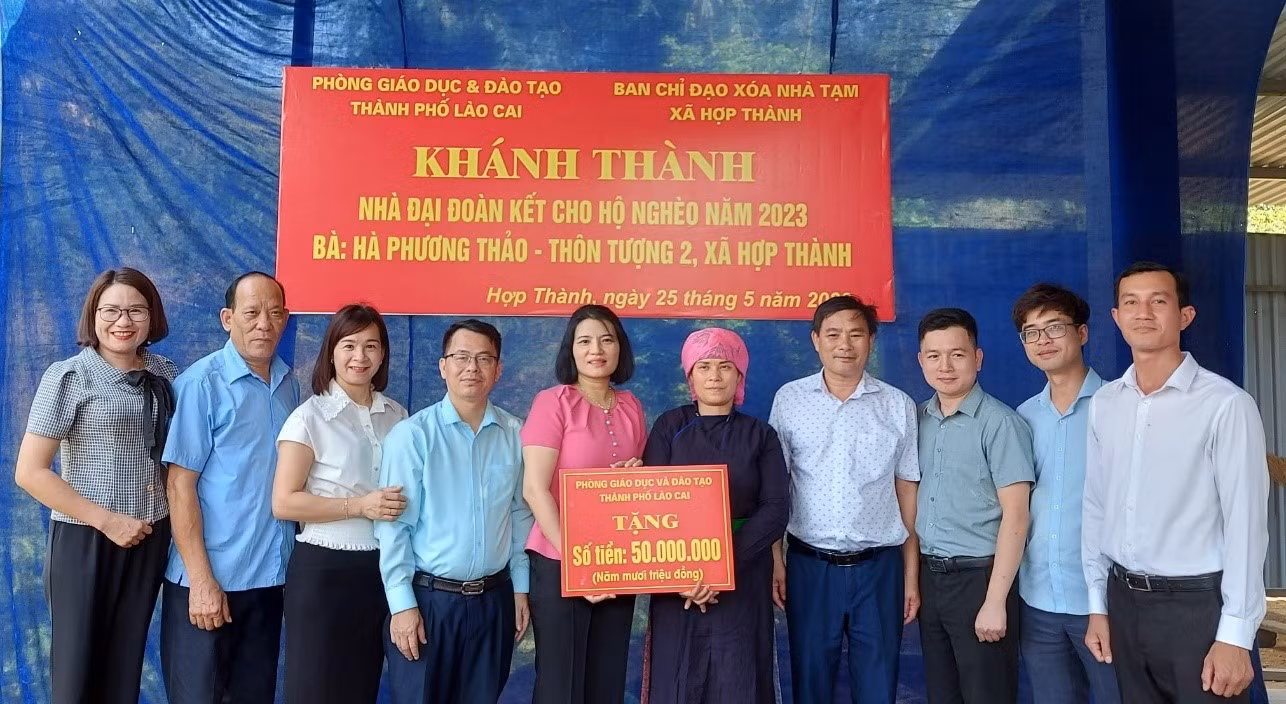 PHÒNG GIÁO DỤC & ĐÀO TẠO
THÀNH PHỐ LÀO CAI
BAN CHỈ ĐẠO XÓA NHÀ TẠM
XÃ HỢP THÀNH
KHÁNH THÀNH
NHÀ ĐẠI ĐOÀN KẾT CHO HỘ NGHÈO NĂM 2023
BÀ: HÀ PHƯƠNG THẢO - THÔN TƯỢNG 2, XÃ HỢP THÀNH
Hợp Thành, ngày 25 tháng 5 năm
PHÒNG GIÁO DỤC VÀ ĐÀO TẠO
THÀNH PHỐ LÀO CAI
TẶNG
Số tiền: 50.000.000
(Năm mươi triệu đồng)